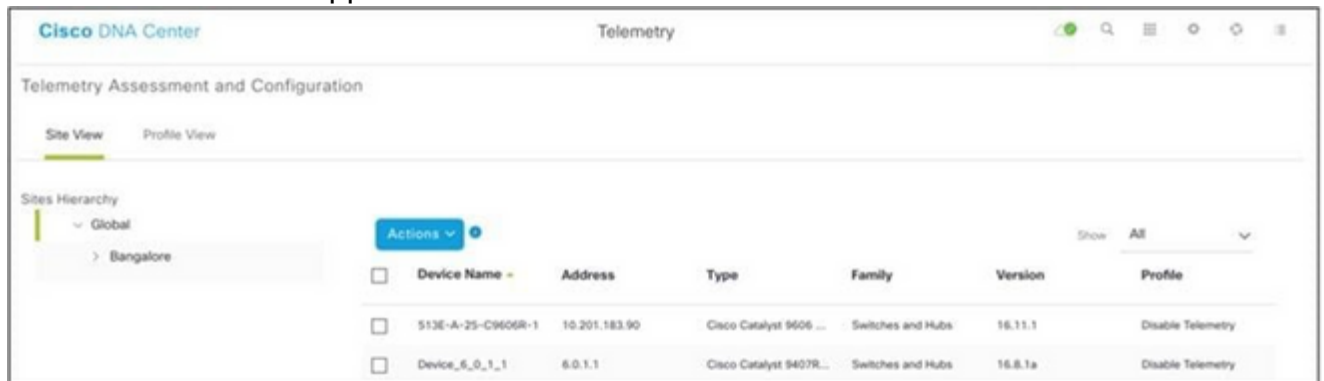 Cisco DNA Center Telemetry
Telemetry Assessment and Configuration
Site View Profile View
Sites Hierarchy
Global
Bangalore
Actions Show All
Device Name Address Type Family Version Profile
513E-A-25-C9606R-1 10.201.183.90 Cisco Catalyst 9606 ... Switches and Hubs 16.11.1 Disable Telemetry
Device_6_0_1_1 6.0.1.1 Cisco Catalyst 9407R... Switches and Hubs 16.8.1a Disable Telemetry